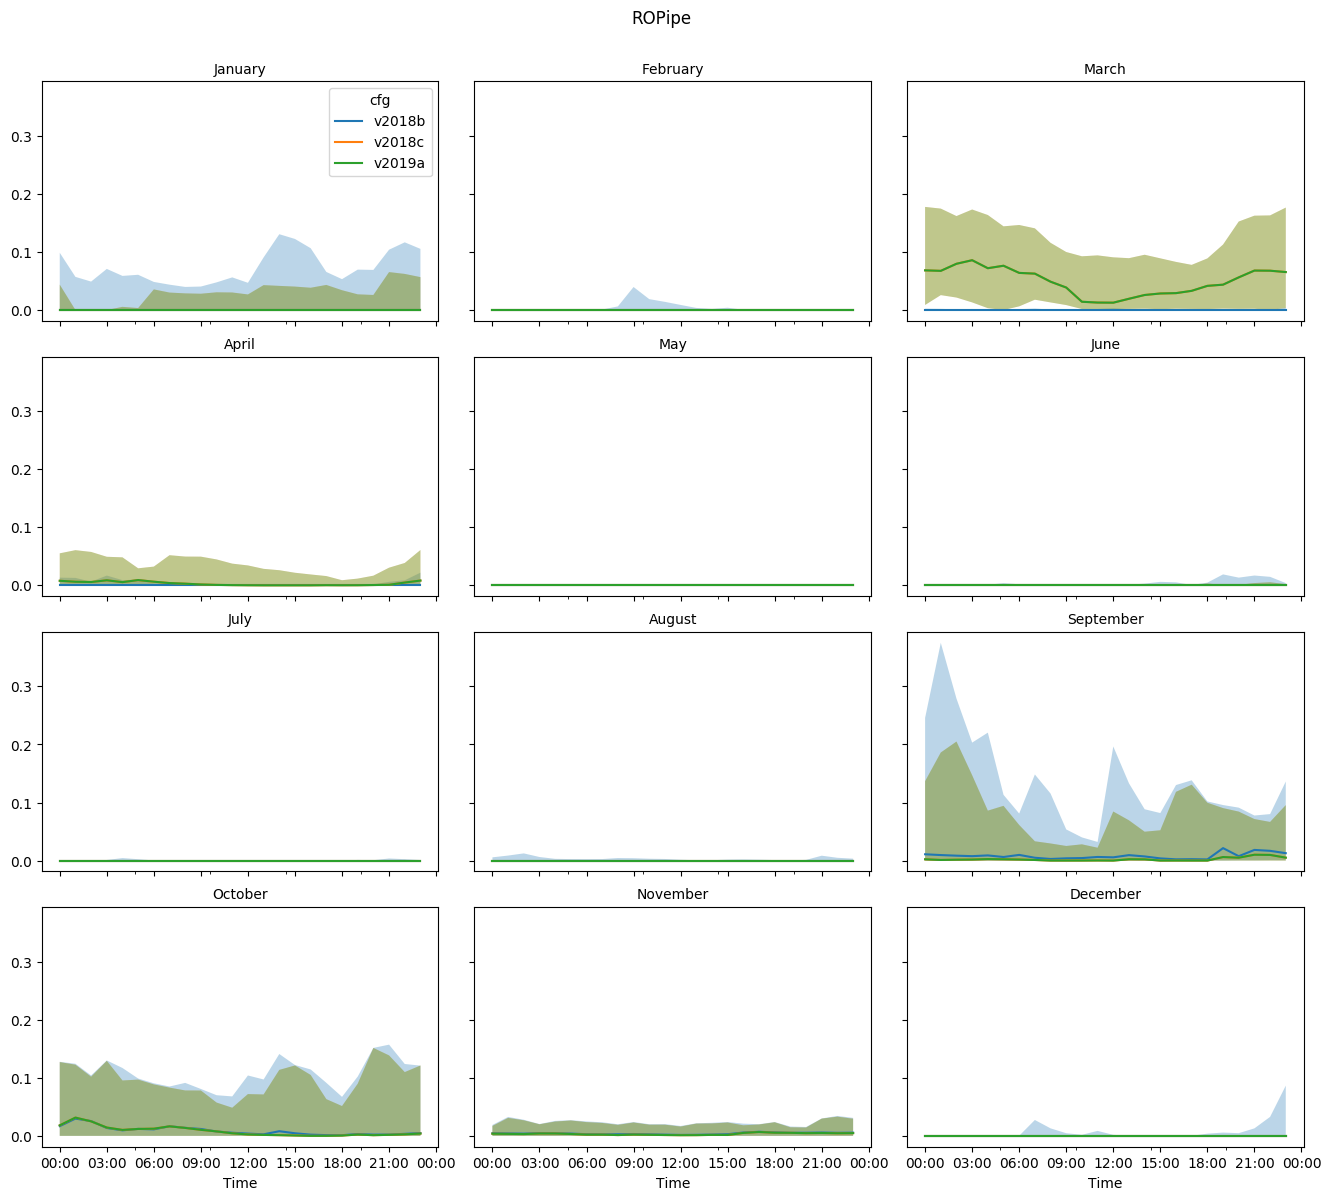 ROPipe
January February March
cfg
v2018b
v2018c
v2019a
0.3
0.2
0.1
0.0
April May June
0.3
0.2
0.1
0.0
July August September
0.3
0.2
0.1
0.0
October November December
0.3
0.2
0.1
0.0
00:00 03:00 06:00 09:00 12:00 15:00 18:00 21:00 00:00 00:00 03:00 06:00 09:00 12:00 15:00 18:00 21:00 00:00 00:00 03:00 06:00 09:00 12:00 15:00 18:00 21:00 00:00
Time Time Time